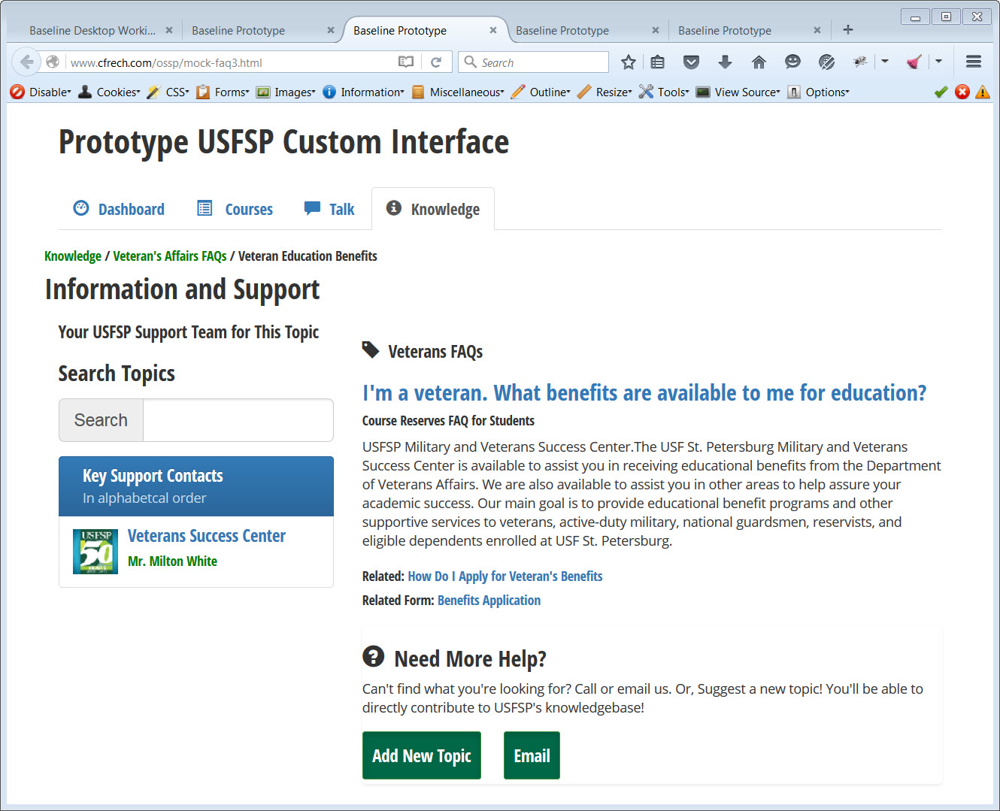 Baseline Desktop Worki...
Baseline Prototype
Baseline Prototype
Baseline Prototype
Baseline Prototype
www.cfrech.com/ossp/mock-faq3.html
Search
Disable
Cookies
CSS
Forms
Images
Information
Miscellaneous
Outline
Resize
Tools
View Source
Options
Prototype USFSP Custom Interface
Dashboard
Courses
Talk
Knowledge
Knowledge / Veteran's Affairs FAQs / Veteran Education Benefits
Information and Support
Your USFSP Support Team for This Topic
Search Topics
Search
Key Support Contacts
In alphabetcal order
USFSP
50
Veterans Success Center
Mr. Milton White
Veterans FAQs
I'm a veteran. What benefits are available to me for education?
Course Reserves FAQ for Students
USFSP Military and Veterans Success Center.The USF St. Petersburg Military and Veterans
Success Center is available to assist you in receiving educational benefits from the Department
of Veterans Affairs. We are also available to assist you in other areas to help assure your
academic success. Our main goal is to provide educational benefit programs and other
supportive services to veterans, active-duty military, national guardsmen, reservists, and
eligible dependents enrolled at USF St. Petersburg.
Related: How Do I Apply for Veteran's Benefits
Related Form: Benefits Application
Need More Help?
Can't find what you're looking for? Call or email us. Or, Suggest a new topic! You'll be able to
directly contribute to USFSP's knowledgebase!
Add New Topic
Email